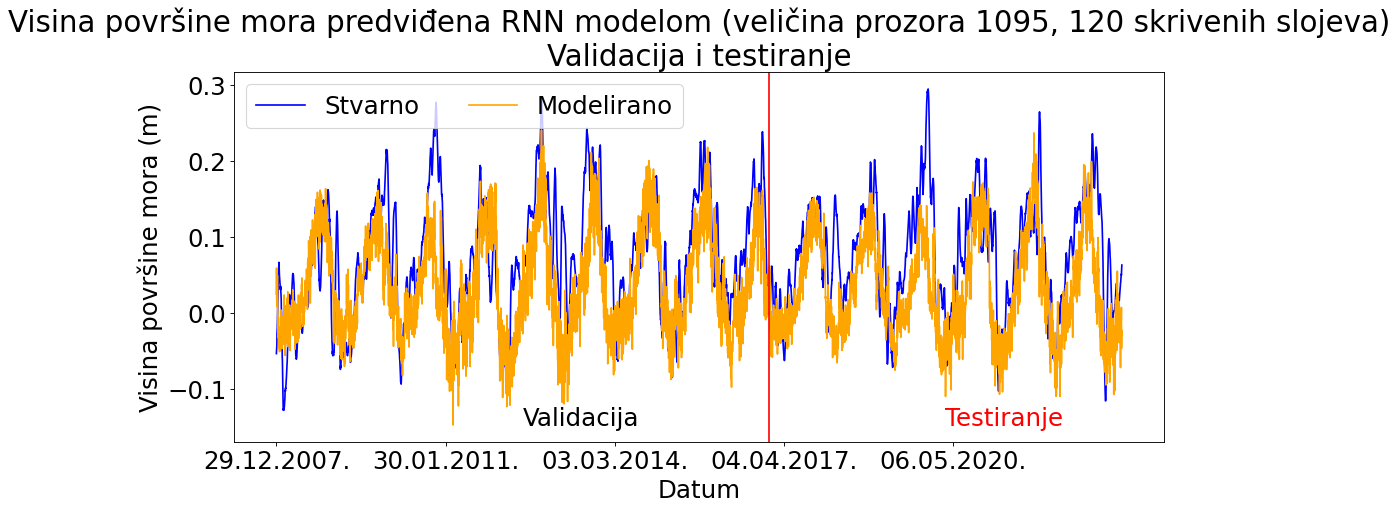 Visina površine mora predviđena RNN modelom (veličina prozora 1095, 120 skrivenih slojeva)
Validacija i testiranje
Stvarno
Modelirano
Visina površine mora (m)
0.3
0.2
0.1
0.0
−0.1
Validacija
Testiranje
29.12.2007.
30.01.2011.
03.03.2014.
04.04.2017.
06.05.2020.
Datum